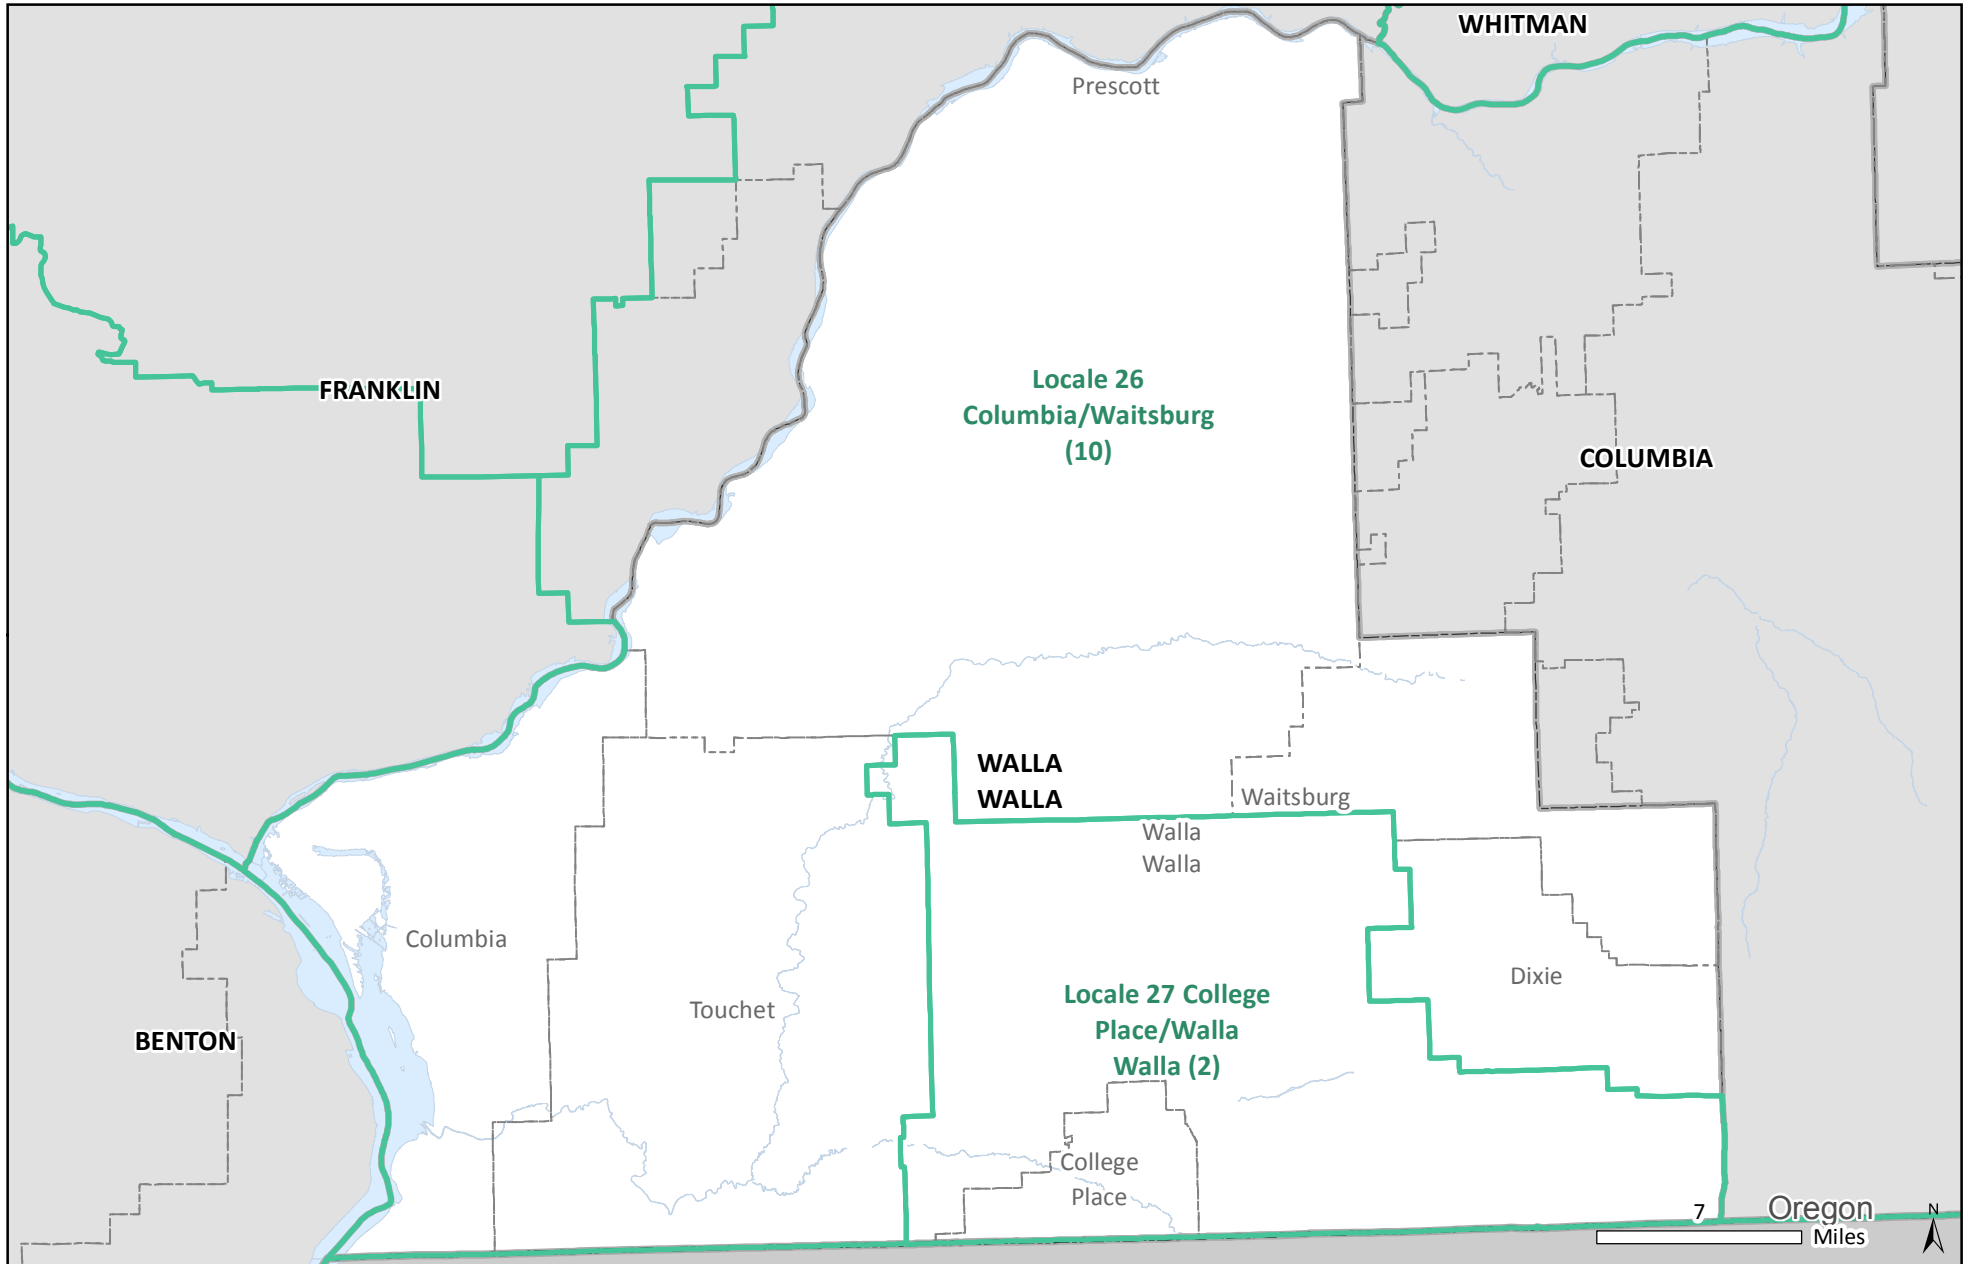 WHITMAN
Prescott
Locale 26
Columbia/Waitsburg
(10)
FRANKLIN
COLUMBIA
WALLA
WALLA
Waitsburg
Walla
Walla
Columbia
Dixie
Touchet
Locale 27 College
Place/Walla
Walla (2)
BENTON
College
Place
7
Miles
Oregon
N